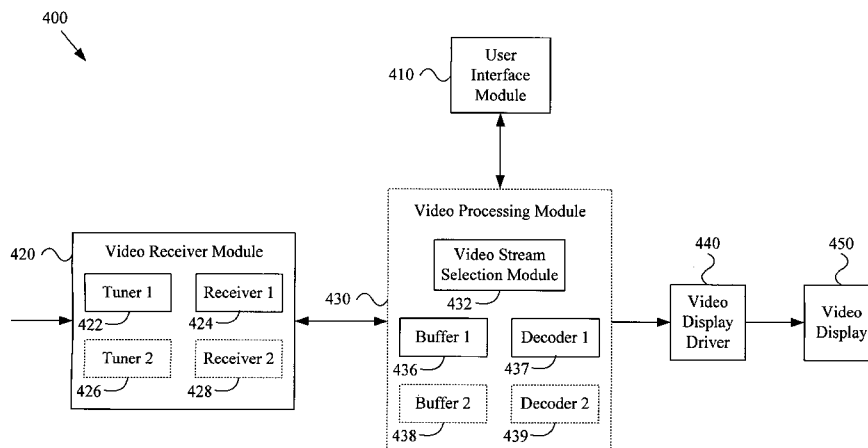 400
410
User
Interface
Module
Video Processing Module
420
Video Receiver Module
430
Video Stream
Selection Module
432
440
450
Tuner 1
422
Receiver 1
424
Tuner 2
426
Receiver 2
428
Buffer 1
436
Decoder 1
437
Buffer 2
438
Decoder 2
439
Video
Display
Driver
Video
Display